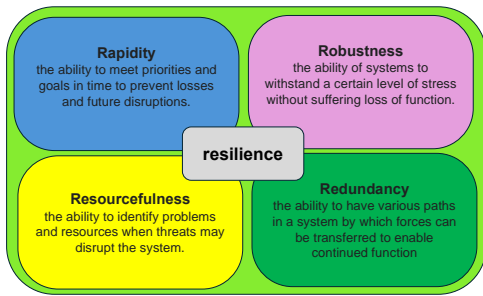 Rapidity
the ability to meet priorities and
goals in time to prevent losses
and future disruptions.
Robustness
the ability of systems to
withstand a certain level of stress
without suffering loss of function.
resilience
Resourcefulness
the ability to identify problems
and resources when threats may
disrupt the system.
Redundancy
the ability to have various paths
in a system by which forces can
be transferred to enable
continued function